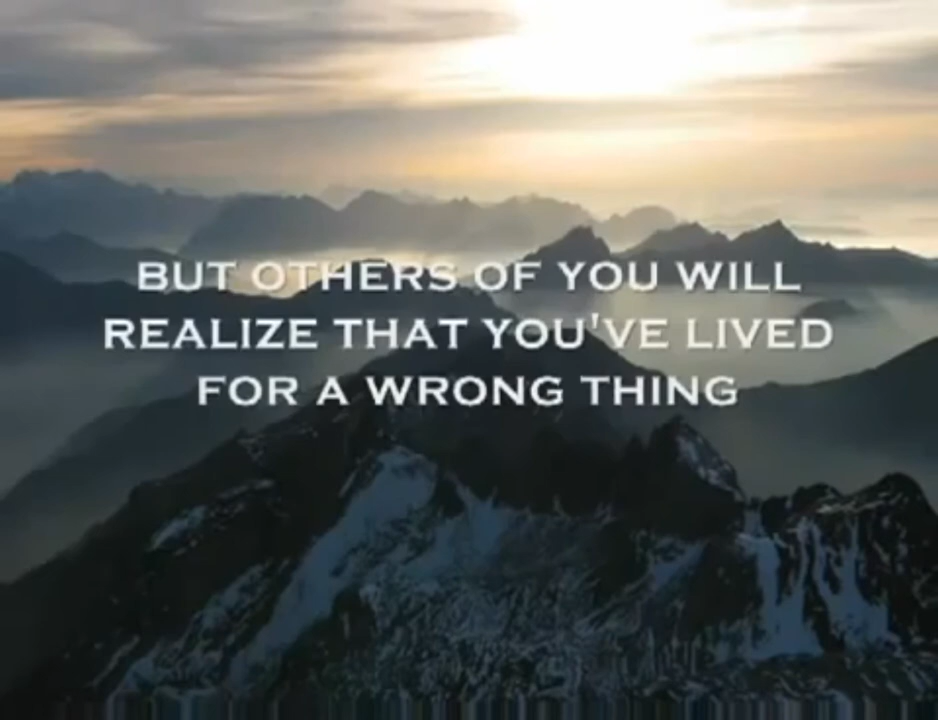 BUT OTHERS OF YOU WILL
REALIZE THAT YOU'VE LIVED
FOR A WRONG THING